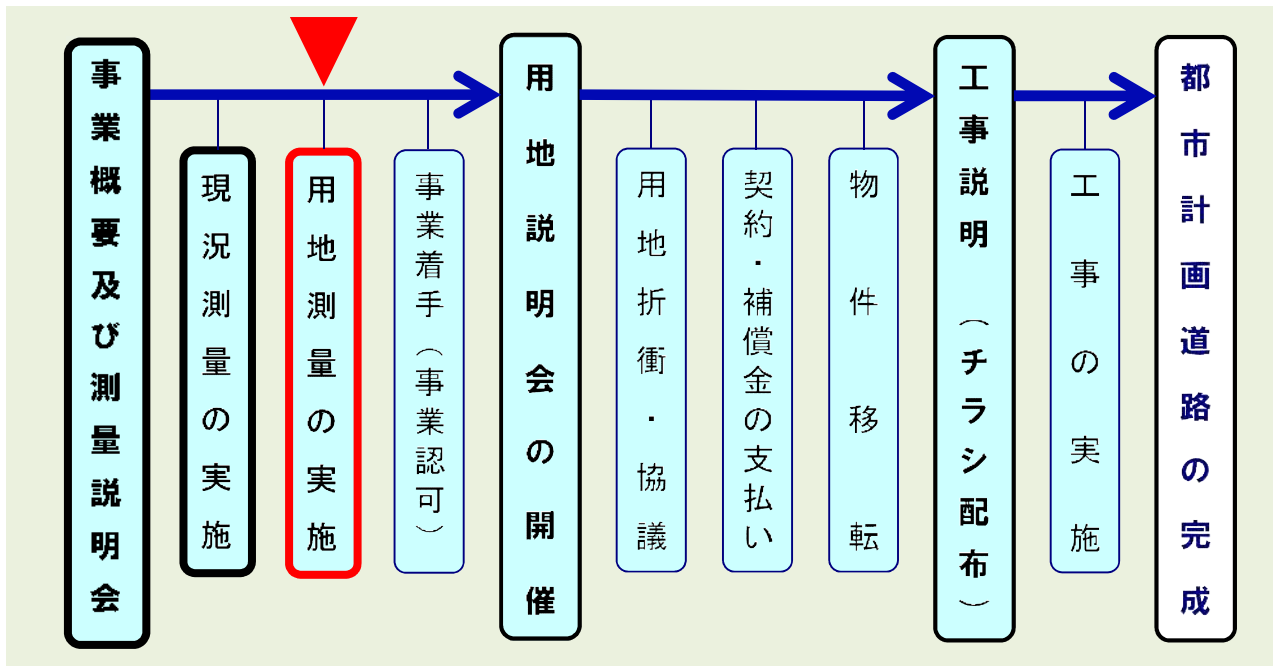 事業概要及び測量説明会
現況測量の実施
用地測量の実施
事業着手（事業認可）
用地説明会の開催
用地折衝・協議
契約・補償金の支払い
物件移転
工事説明（チラシ配布）
工事の実施
都市計画道路の完成